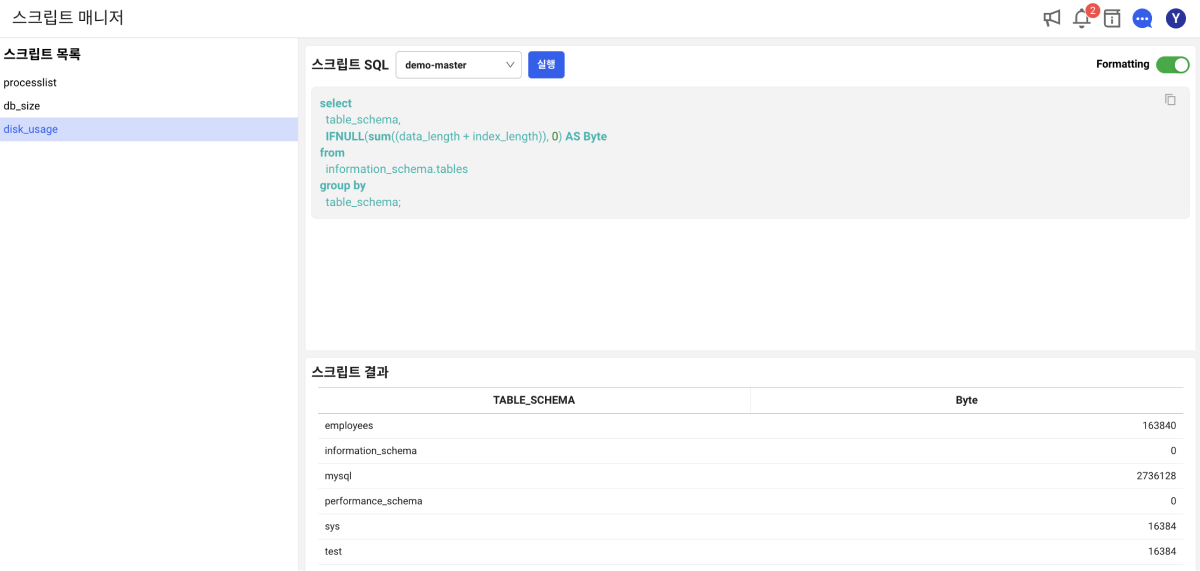 스크립트 매니저
2
Y
스크립트 목록
processlist
db_size
disk_usage
스크립트 SQL demo-master 실행 Formatting
select
table_schema,
IFNULL(sum((data_length + index_length)), 0) AS Byte
from
information_schema.tables
group by
table_schema;
스크립트 결과
TABLE_SCHEMA Byte
employees 163840
information_schema 0
mysql 2736128
performance_schema 0
sys 16384
test 16384